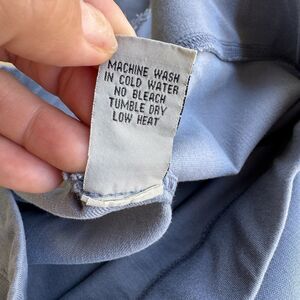 MACHINE WASH
IN COLD WATER
NO BLEACH
TUMBLE DRY
LOW HEAT